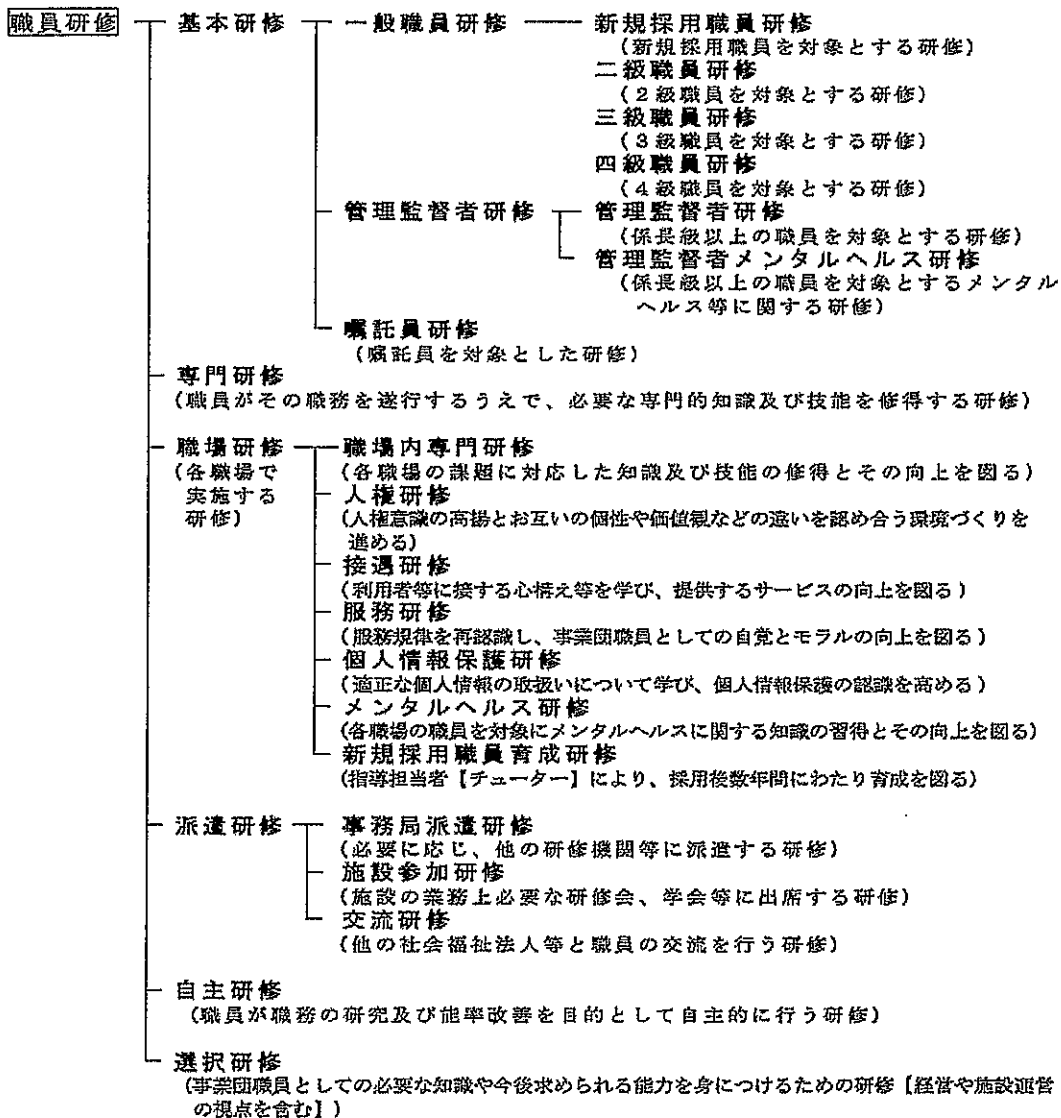 職員研修 基本研修 一般職員研修 新規採用職員研修
(新規採用職員を対象とする研修)
二級職員研修
(2級職員を対象とする研修)
三級職員研修
(3級職員を対象とする研修)
四級職員研修
(4級職員を対象とする研修)
管理監督者研修 管理監督者研修
(係長級以上の職員を対象とする研修)
管理監督者メンタルヘルス研修
(係長級以上の職員を対象とするメンタル
ヘルス等に関する研修)
嘱託員研修
(嘱託員を対象とした研修)
専門研修
(職員がその職務を遂行するうえで、必要な専門的知識及び技能を修得する研修)
職場研修 職場内専門研修
(各職場で (各職場の課題に対応した知識及び技能の修得とその向上を図る)
実施する 人権研修
研修) (人権意識の高揚とお互いの個性や価値観などの違いを認め合う環境づくりを
進める)
接遇研修
(利用者等に接する心構え等を学び、提供するサービスの向上を図る)
服務研修
(服務規律を再認識し、事業団職員としての自覚とモラルの向上を図る)
個人情報保護研修
(適正な個人情報の取扱いについて学び、個人情報保護の認識を高める)
メンタルヘルス研修
(各職場の職員を対象にメンタルヘルスに関する知識の習得とその向上を図る)
新規採用職員育成研修
(指導担当者【チューター】により、採用後数年間にわたり育成を図る)
派遣研修 事務局派遣研修
(必要に応じ、他の研修機関等に派遣する研修)
施設参加研修
(施設の業務上必要な研修会、学会等に出席する研修)
交流研修
(他の社会福祉法人等と職員の交流を行う研修)
自主研修
(職員が職務の研究及び能率改善を目的として自主的に行う研修)
選択研修
(事業団職員としての必要な知識や今後求められる能力を身につけるための研修【経営や施設運営
の視点を含む】)